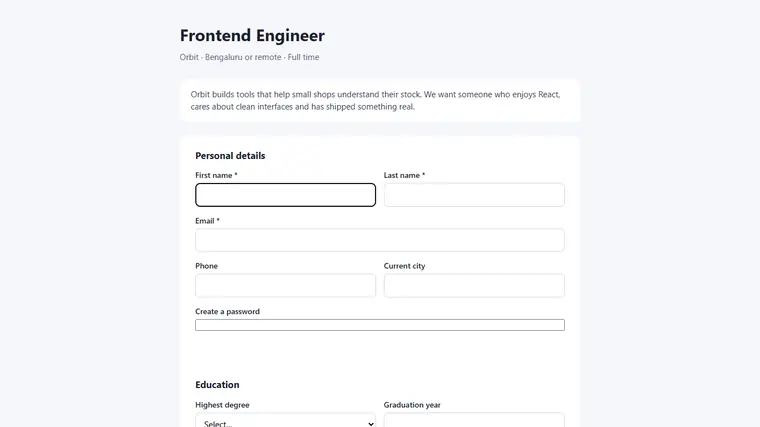 Frontend Engineer
Orbit · Bengaluru or remote · Full time
Orbit builds tools that help small shops understand their stock. We want someone who enjoys React,
cares about clean interfaces and has shipped something real.
Personal details
First name * Last name *
Email *
Phone Current city
Create a password
Education
Highest degree Graduation year
Select...